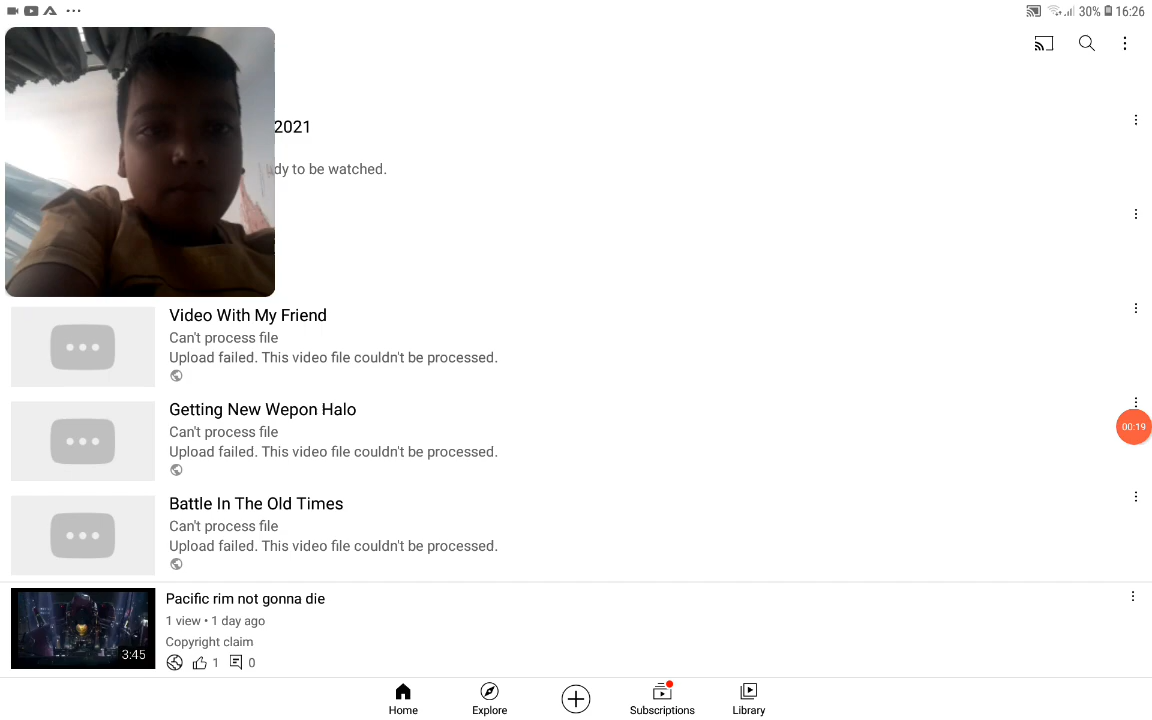 30% 16:26
2021
dy to be watched.
Video With My Friend
Can't process file
Upload failed. This video file couldn't be processed.
Getting New Wepon Halo
Can't process file
Upload failed. This video file couldn't be processed.
00:19
Battle In The Old Times
Can't process file
Upload failed. This video file couldn't be processed.
Pacific rim not gonna die
1 view • 1 day ago
Copyright claim
3:45
1 0
Home Explore Subscriptions Library